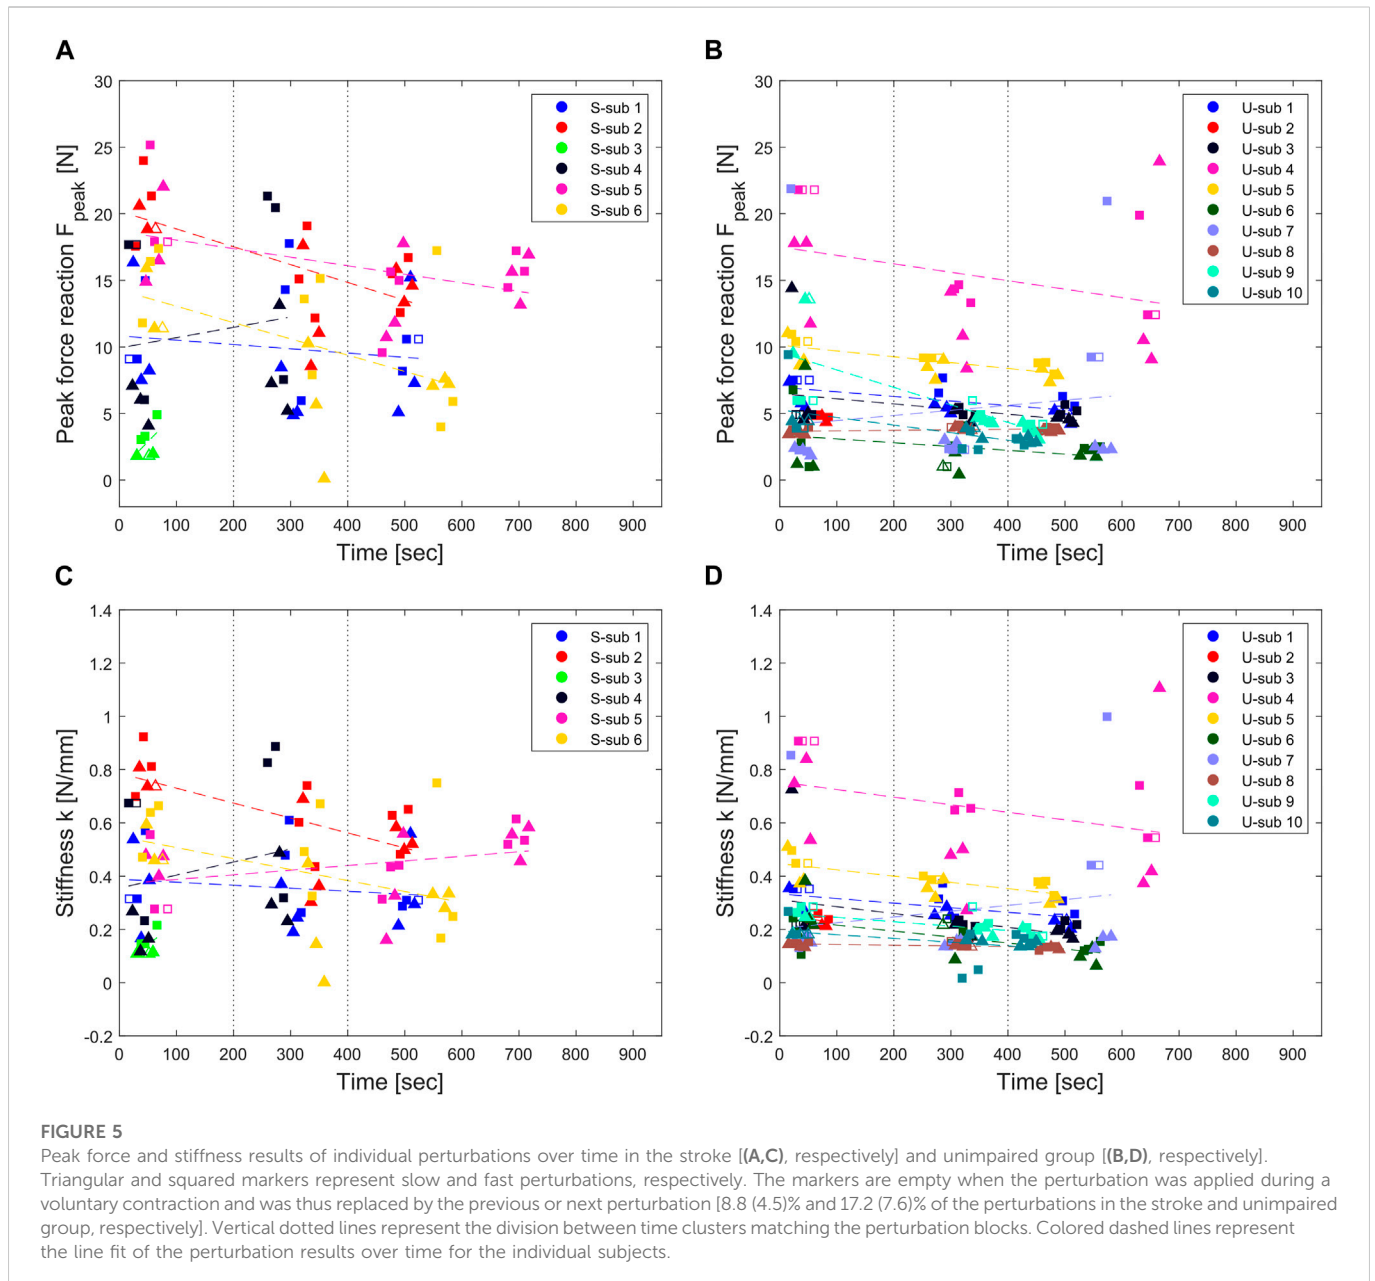 A
B
30
25
20
15
10
5
0
Peak force reaction F_peak [N]
0 100 200 300 400 500 600 700 800 900
Time [sec]
S-sub 1
S-sub 2
S-sub 3
S-sub 4
S-sub 5
S-sub 6
30
25
20
15
10
5
0
Peak force reaction F_peak [N]
0 100 200 300 400 500 600 700 800 900
Time [sec]
U-sub 1
U-sub 2
U-sub 3
U-sub 4
U-sub 5
U-sub 6
U-sub 7
U-sub 8
U-sub 9
U-sub 10
C
D
1.4
1.2
1
0.8
0.6
0.4
0.2
0
-0.2
Stiffness k [N/mm]
0 100 200 300 400 500 600 700 800 900
Time [sec]
S-sub 1
S-sub 2
S-sub 3
S-sub 4
S-sub 5
S-sub 6
1.4
1.2
1
0.8
0.6
0.4
0.2
0
-0.2
Stiffness k [N/mm]
0 100 200 300 400 500 600 700 800 900
Time [sec]
U-sub 1
U-sub 2
U-sub 3
U-sub 4
U-sub 5
U-sub 6
U-sub 7
U-sub 8
U-sub 9
U-sub 10
FIGURE 5
Peak force and stiffness results of individual perturbations over time in the stroke [(A,C), respectively] and unimpaired group [(B,D), respectively].
Triangular and squared markers represent slow and fast perturbations, respectively. The markers are empty when the perturbation was applied during a
voluntary contraction and was thus replaced by the previous or next perturbation [8.8 (4.5)% and 17.2 (7.6)% of the perturbations in the stroke and unimpaired
group, respectively]. Vertical dotted lines represent the division between time clusters matching the perturbation blocks. Colored dashed lines represent
the line fit of the perturbation results over time for the individual subjects.